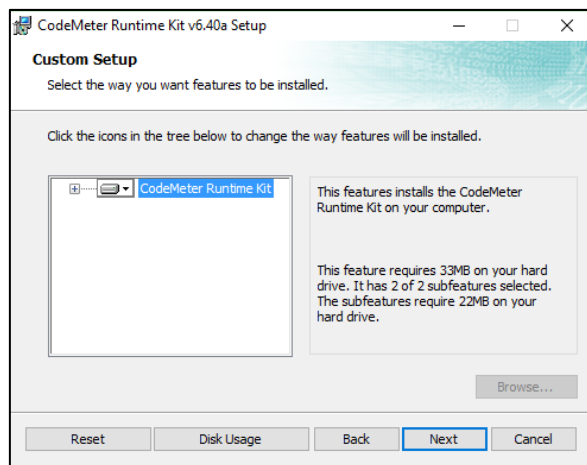 CodeMeter Runtime Kit v6.40a Setup
Custom Setup
Select the way you want features to be installed.
Click the icons in the tree below to change the way features will be installed.
CodeMeter Runtime Kit
This features installs the CodeMeter
Runtime Kit on your computer.
This feature requires 33MB on your hard
drive. It has 2 of 2 subfeatures selected.
The subfeatures require 22MB on your
hard drive.
Browse...
Reset Disk Usage Back Next Cancel